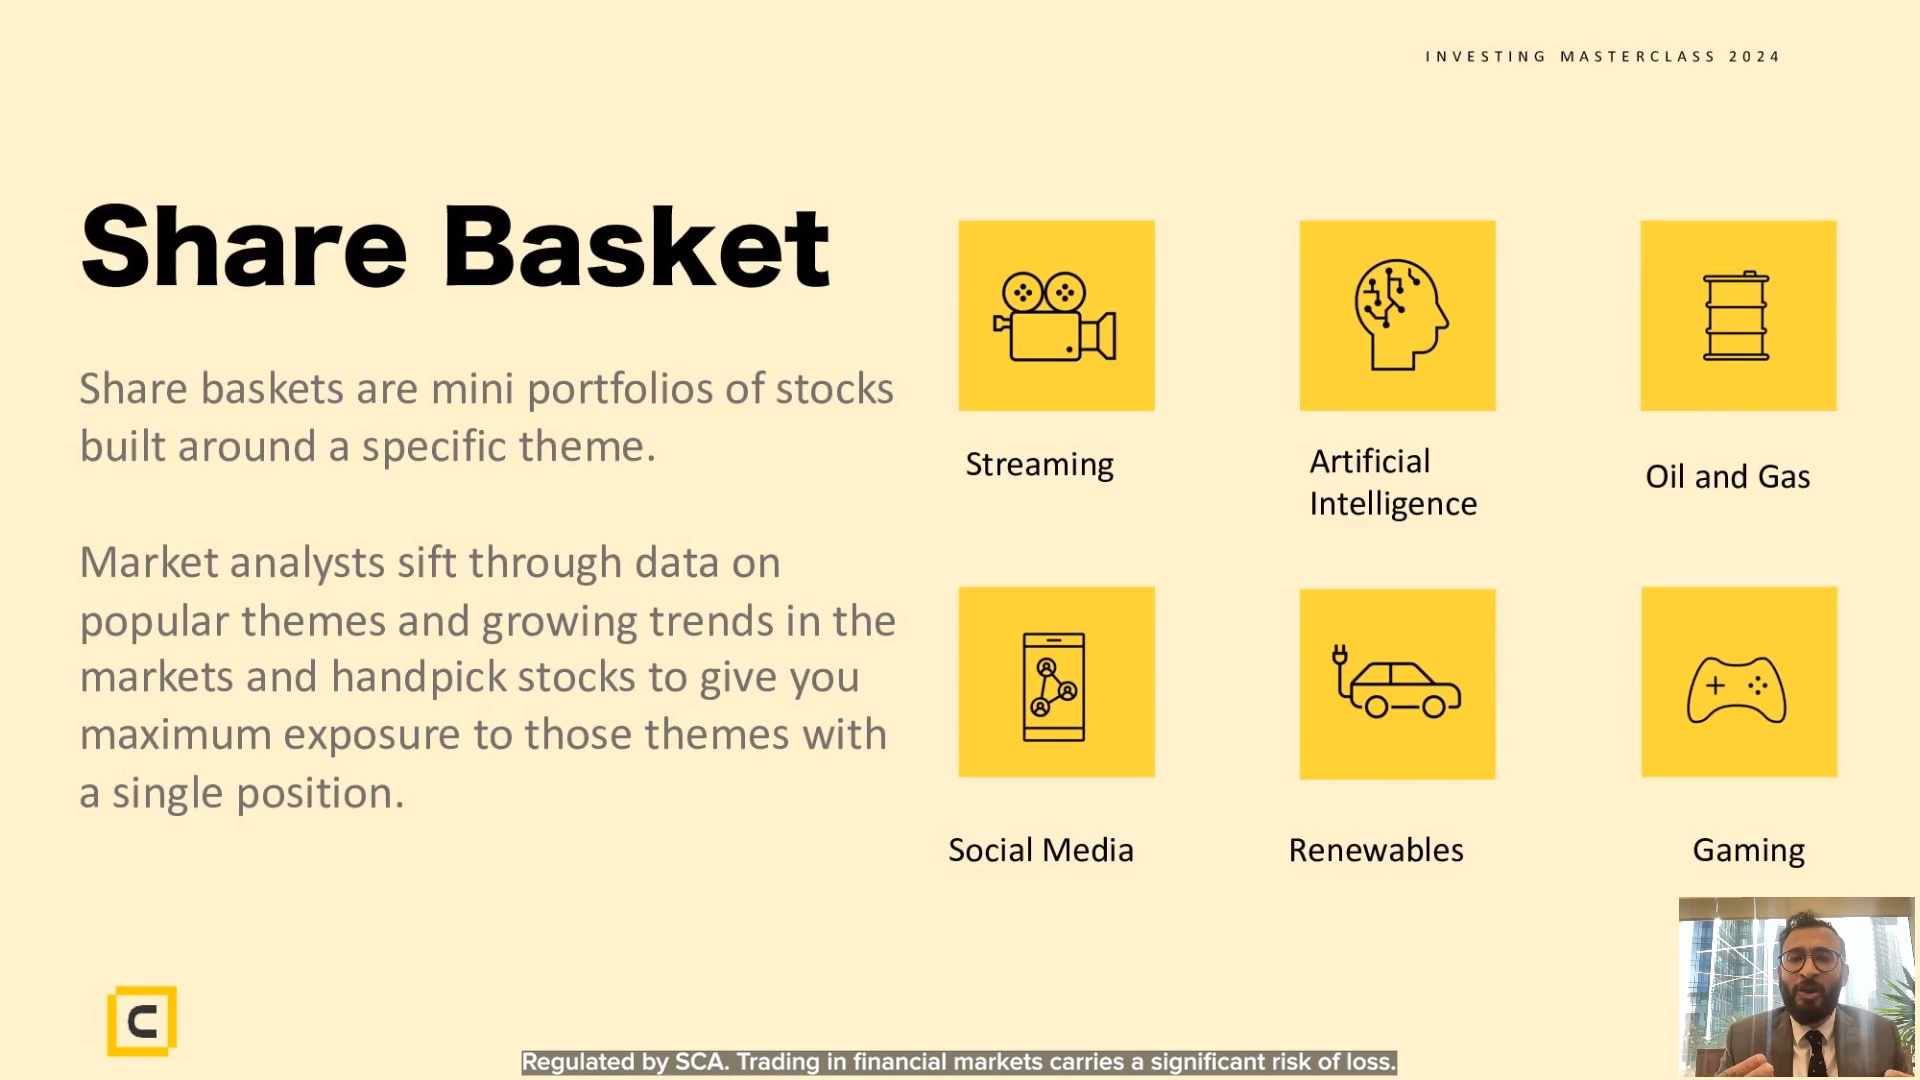 INVESTING MASTERCLASS 2024
Share Basket
Share baskets are mini portfolios of stocks
built around a specific theme.
Market analysts sift through data on
popular themes and growing trends in the
markets and handpick stocks to give you
maximum exposure to those themes with
a single position.
Streaming
Artificial
Intelligence
Oil and Gas
Social Media
Renewables
Gaming
C
Regulated by SCA. Trading in financial markets carries a significant risk of loss.